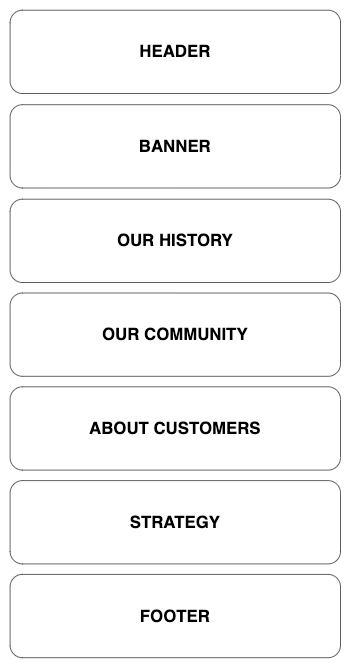 HEADER
BANNER
OUR HISTORY
OUR COMMUNITY
ABOUT CUSTOMERS
STRATEGY
FOOTER